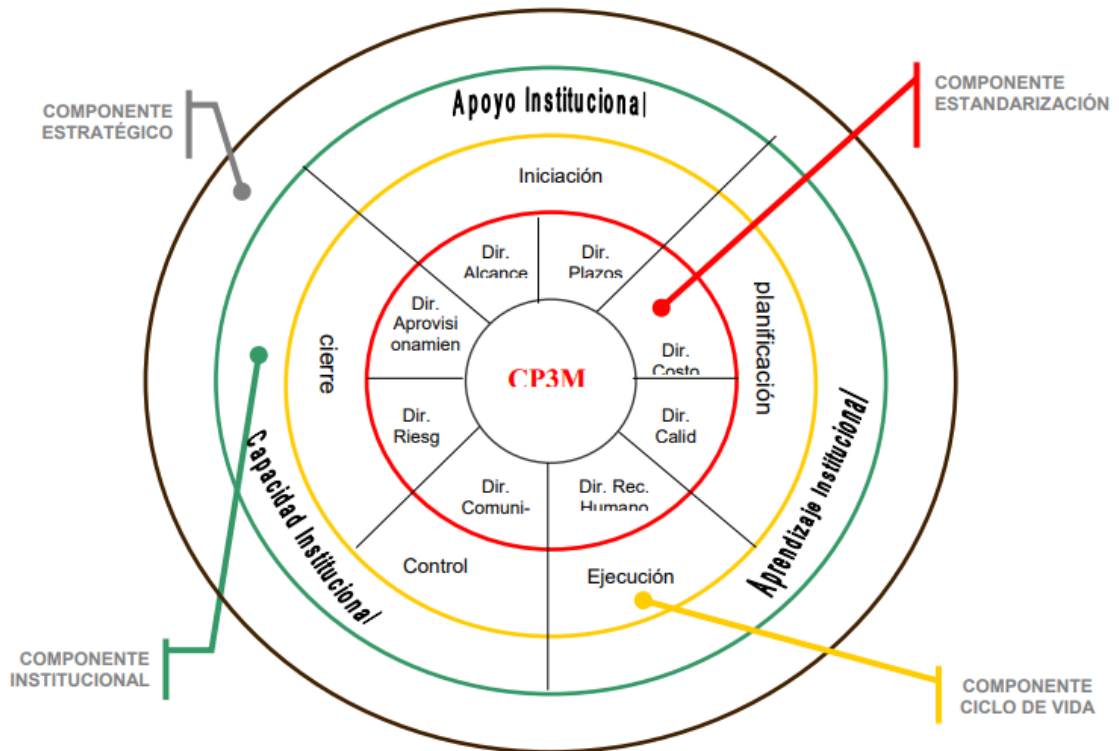 COMPONENTE
ESTRATÉGICO
COMPONENTE
ESTANDARIZACIÓN
Apoyo Institucional
Iniciación
Dir.
Alcance
Dir.
Plazos
planificación
Dir.
Aprovisi
onamien
cierre
Dir.
Costo
CP3M
Dir.
Riesg
Dir.
Calid
Dir.
Comuni-
Dir. Rec.
Humano
Capacidad Institucional
Aprendizaje Institucional
Control
Ejecución
COMPONENTE
INSTITUCIONAL
COMPONENTE
CICLO DE VIDA